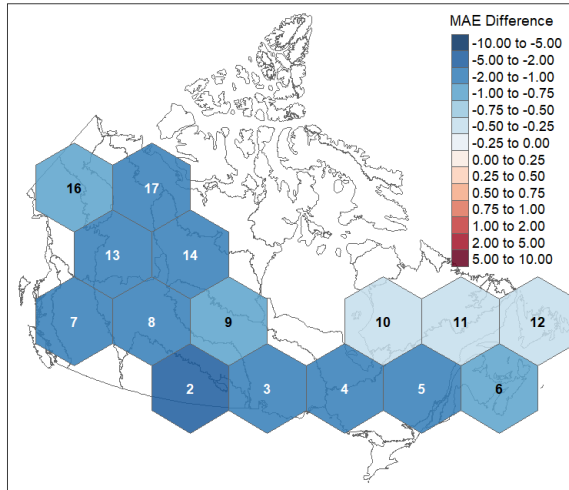 MAE Difference
-10.00 to -5.00
-5.00 to -2.00
-2.00 to -1.00
-1.00 to -0.75
-0.75 to -0.50
-0.50 to -0.25
-0.25 to 0.00
0.00 to 0.25
0.25 to 0.50
0.50 to 0.75
0.75 to 1.00
1.00 to 2.00
2.00 to 5.00
5.00 to 10.00
16 17
13 14
7 8 9 10 11 12
2 3 4 5 6